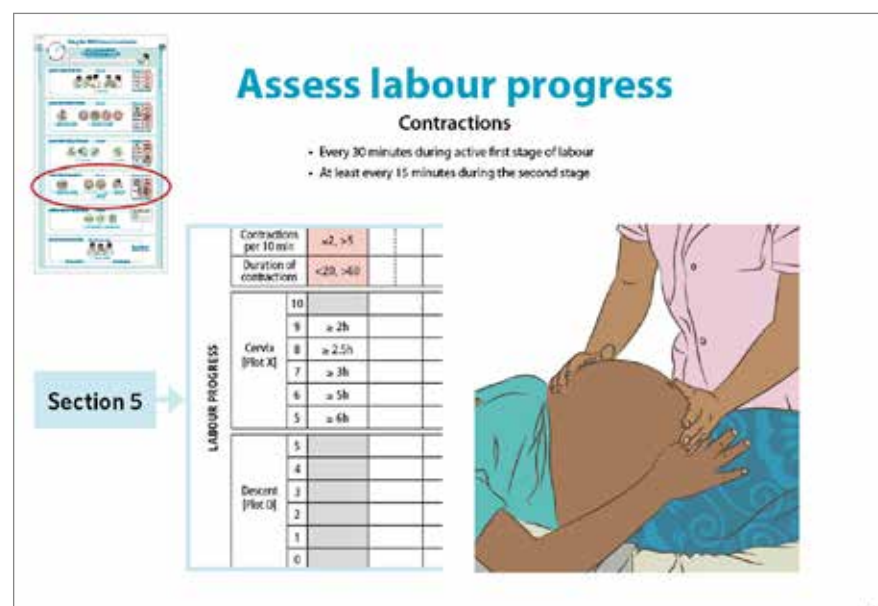 Assess labour progress
Contractions
• Every 30 minutes during active first stage of labour
• At least every 15 minutes during the second stage
Section 5
LABOUR PROGRESS
Contractions
per 10 min
≤2, >5
Duration of
contractions
<20, >60
Cervix
[Plot X]
10
9 ≥ 2h
8 ≥ 2.5h
7 ≥ 3h
6 ≥ 5h
5 ≥ 6h
Descent
[Plot O]
5
4
3
2
1
0